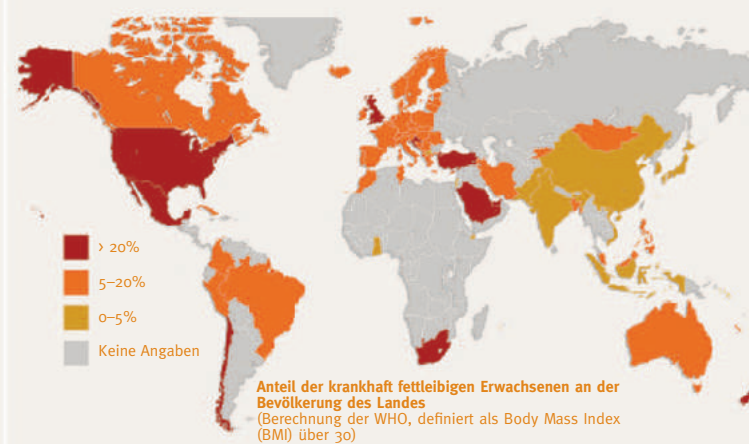 > 20%
5–20%
0–5%
Keine Angaben
Anteil der krankhaft fettleibigen Erwachsenen an der
Bevölkerung des Landes
(Berechnung der WHO, definiert als Body Mass Index
(BMI) über 30)